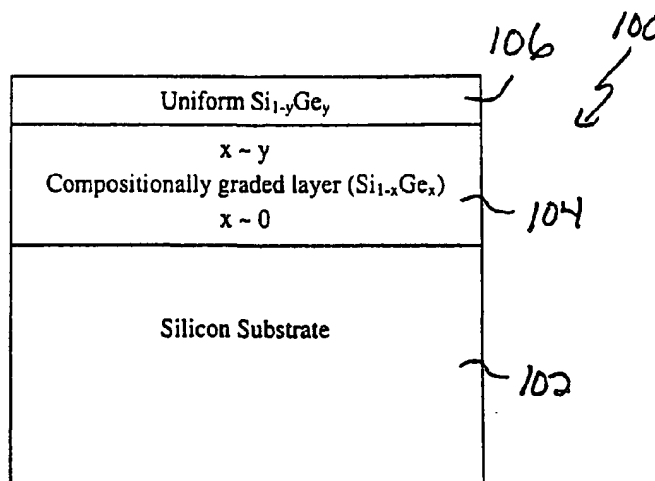 100
106
Uniform Si₁₋yGey
x ~ y
Compositionally graded layer (Si₁₋ₓGeₓ)
104
x ~ 0
Silicon Substrate
102